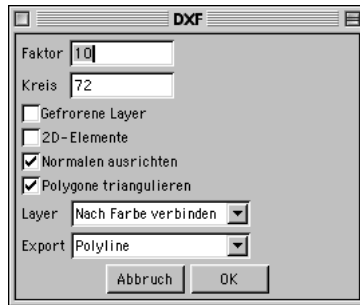 DXF
Faktor 10
Kreis 72
Gefrorene Layer
2D-Elemente
Normalen ausrichten
Polygone triangulieren
Layer Nach Farbe verbinden
Export Polyline
Abbruch OK